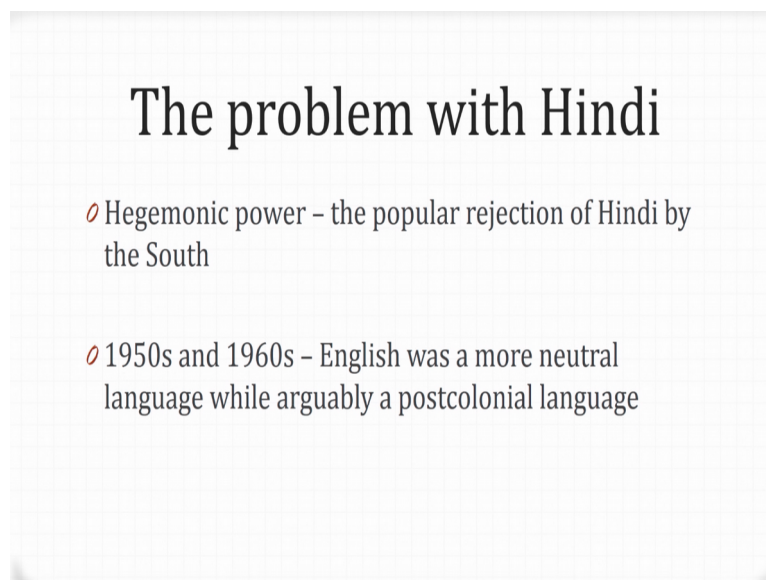 The problem with Hindi
Hegemonic power – the popular rejection of Hindi by
the South
1950s and 1960s – English was a more neutral
language while arguably a postcolonial language